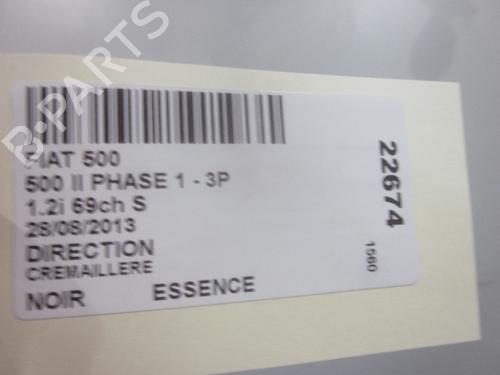 B-PARTS
FIAT 500
500 II PHASE 1 - 3P
1.2i 69ch S
28/08/2013
DIRECTION
CREMAILLERE
NOIR ESSENCE
22674
1560